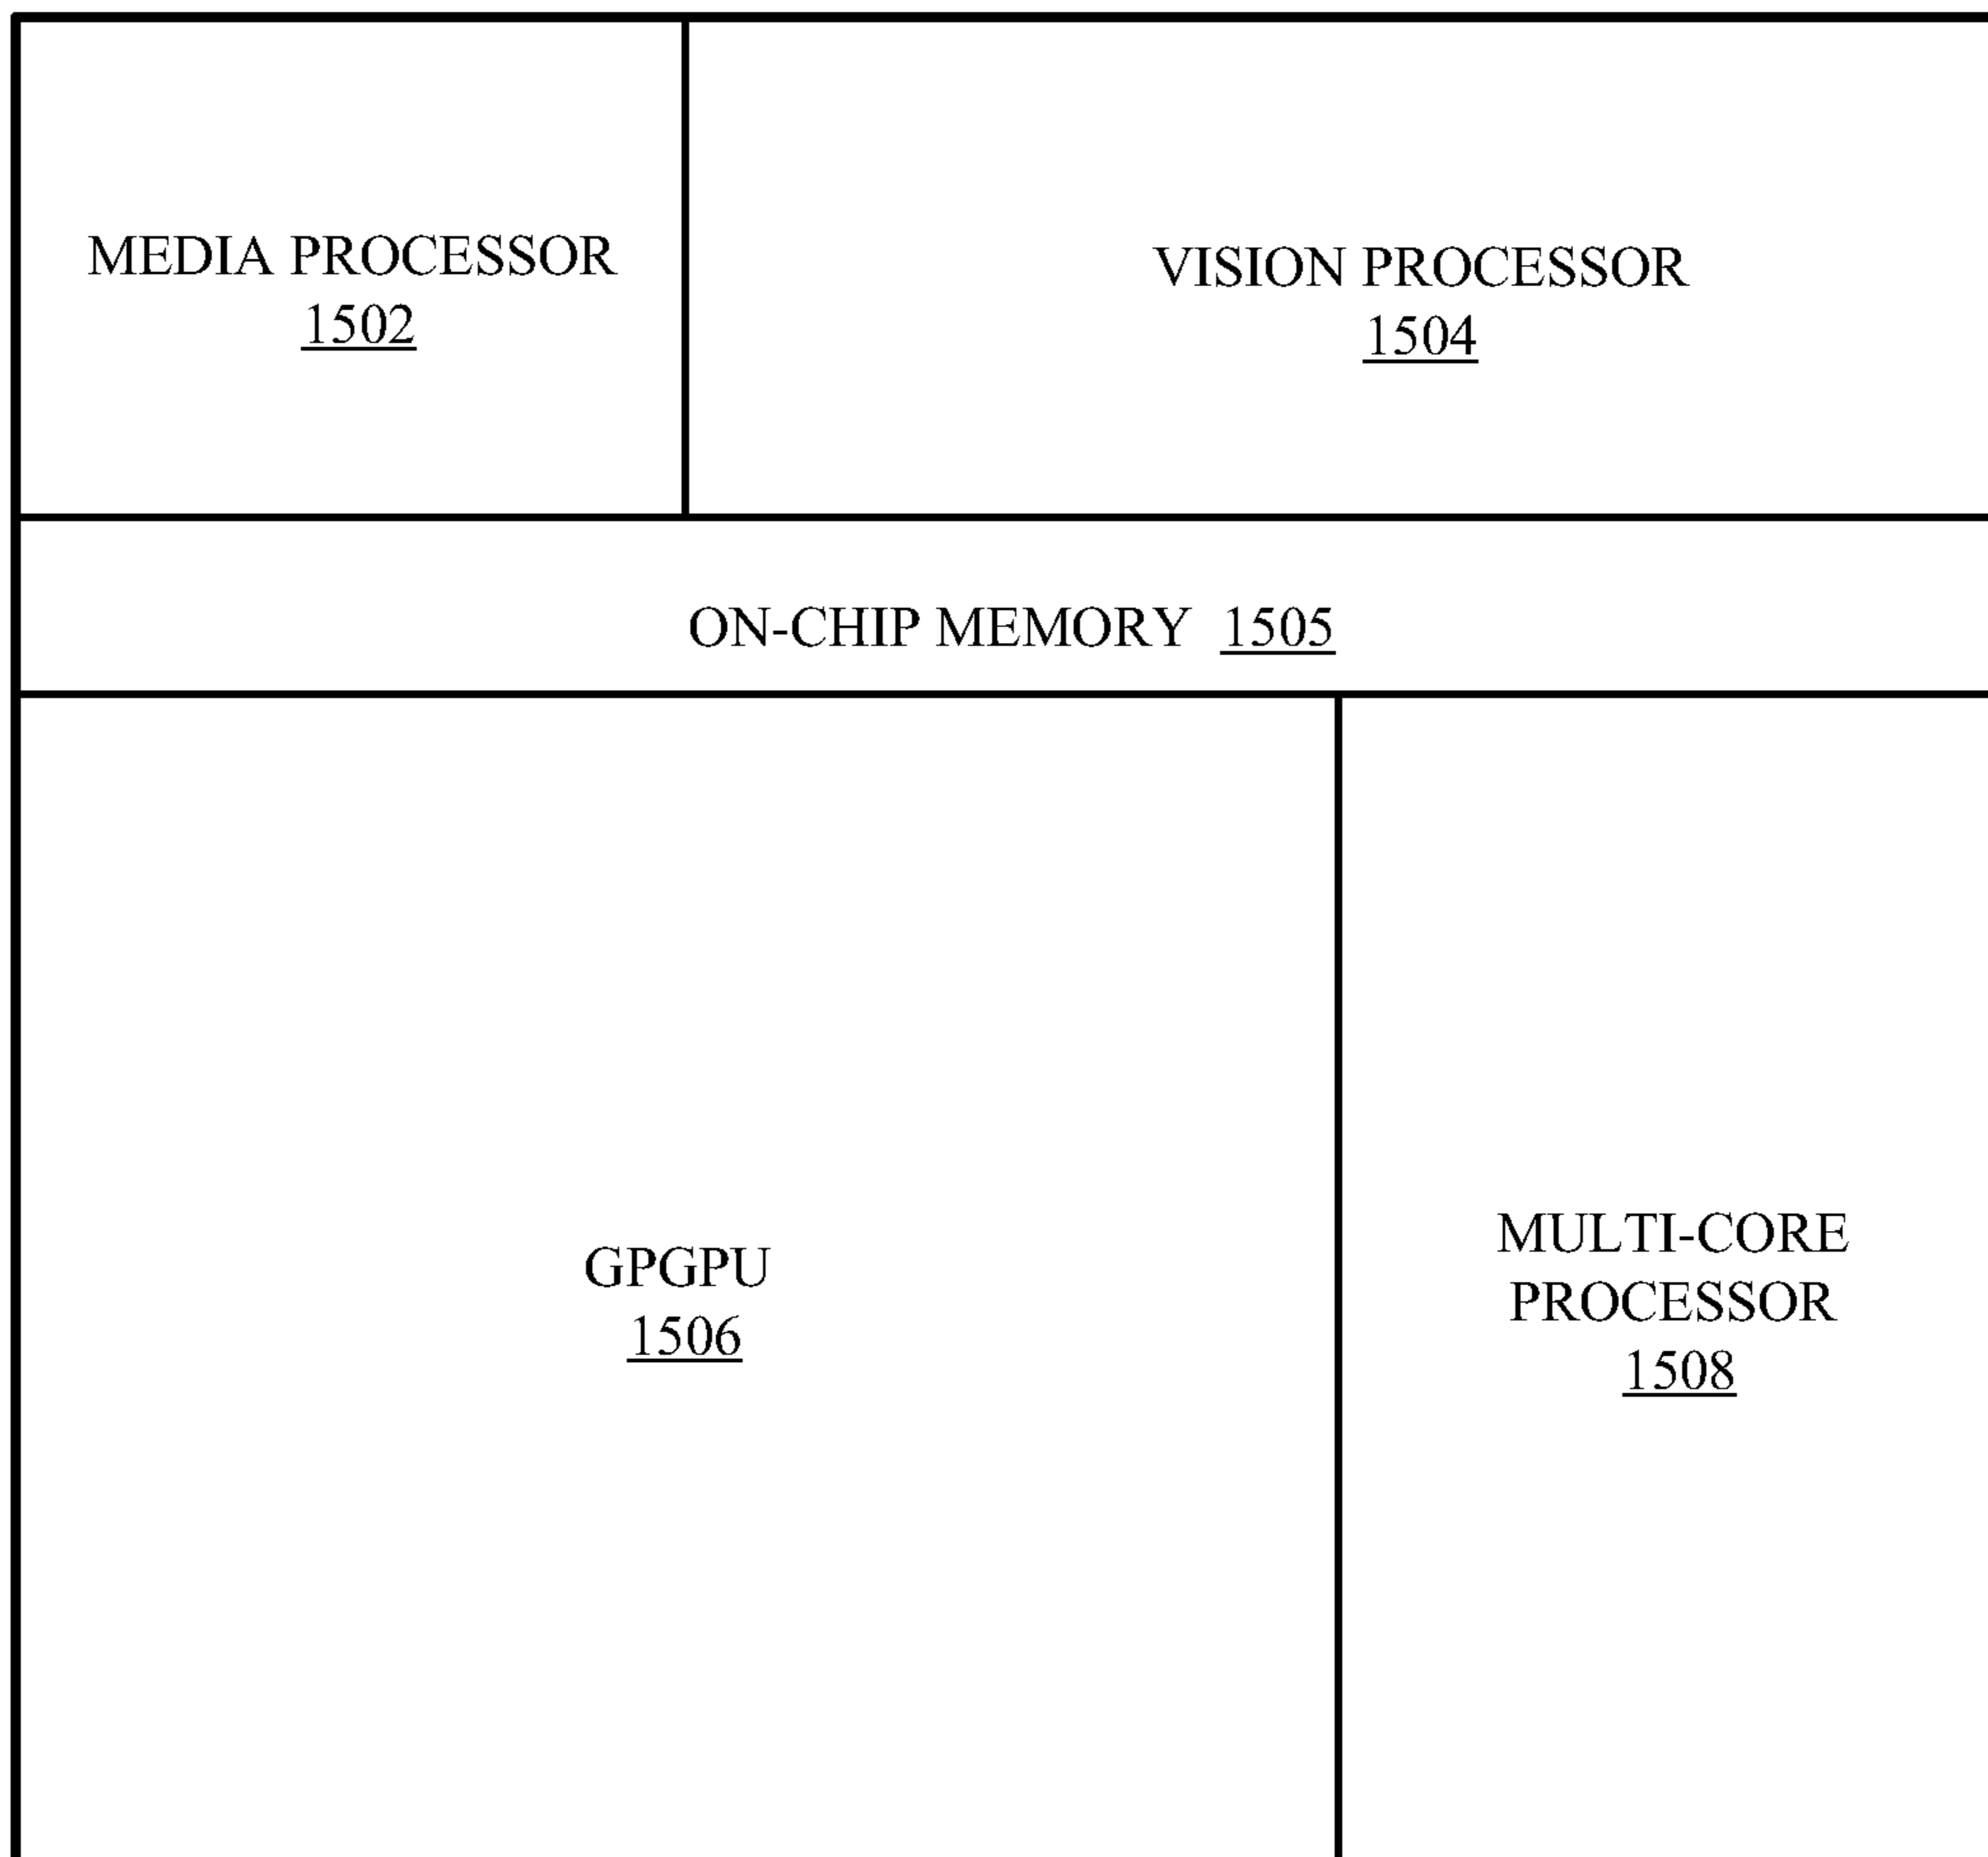 MEDIA PROCESSOR
1502
VISION PROCESSOR
1504
ON-CHIP MEMORY 1505
GPGPU
1506
MULTI-CORE
PROCESSOR
1508